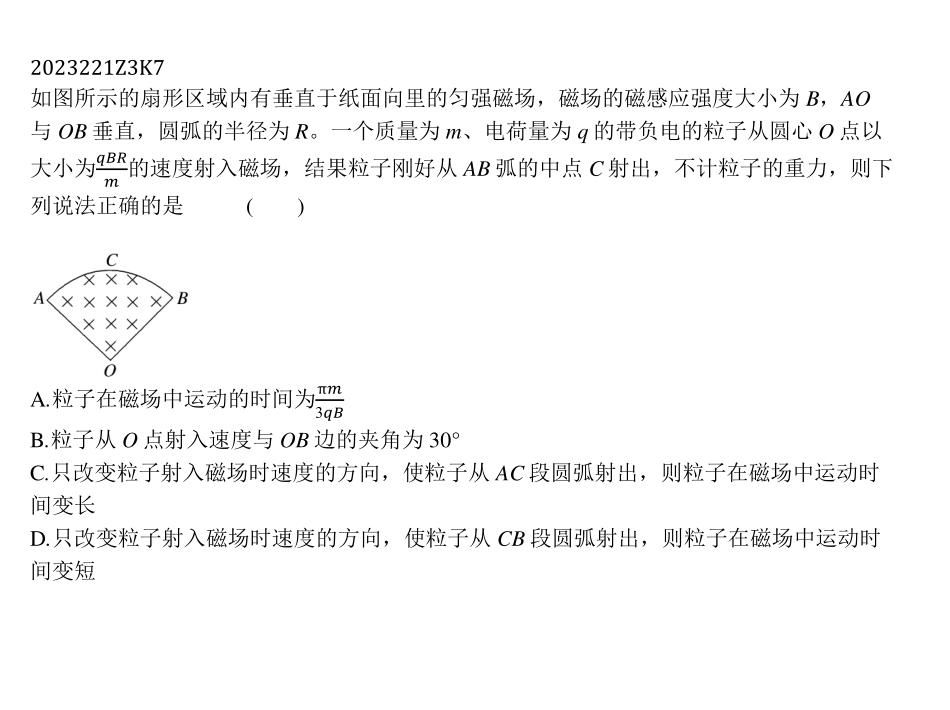 2023221Z3K7
如图所示的扇形区域内有垂直于纸面向里的匀强磁场，磁场的磁感应强度大小为 B，AO
与 OB 垂直，圆弧的半径为 R。一个质量为 m、电荷量为 q 的带负电的粒子从圆心 O 点以
大小为\frac{qBR}{m}的速度射入磁场，结果粒子刚好从 AB 弧的中点 C 射出，不计粒子的重力，则下
列说法正确的是 ( )
C
A × × × B
× × × × ×
× × ×
×
O
A.粒子在磁场中运动的时间为\frac{πm}{3qB}
B.粒子从 O 点射入速度与 OB 边的夹角为 30°
C.只改变粒子射入磁场时速度的方向，使粒子从 AC 段圆弧射出，则粒子在磁场中运动时
间变长
D.只改变粒子射入磁场时速度的方向，使粒子从 CB 段圆弧射出，则粒子在磁场中运动时
间变短